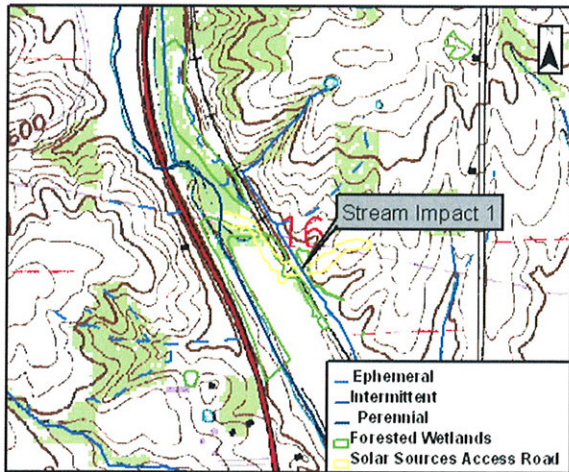 600
16
Stream Impact 1
Ephemeral
Intermittent
Perennial
Forested Wetlands
Solar Sources Access Road